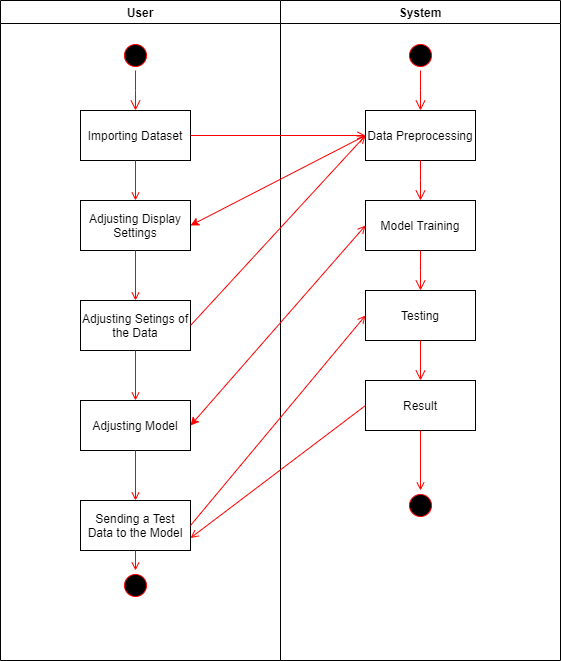 User
System
Importing Dataset
Data Preprocessing
Adjusting Display
Settings
Model Training
Adjusting Setings of
the Data
Testing
Adjusting Model
Result
Sending a Test
Data to the Model